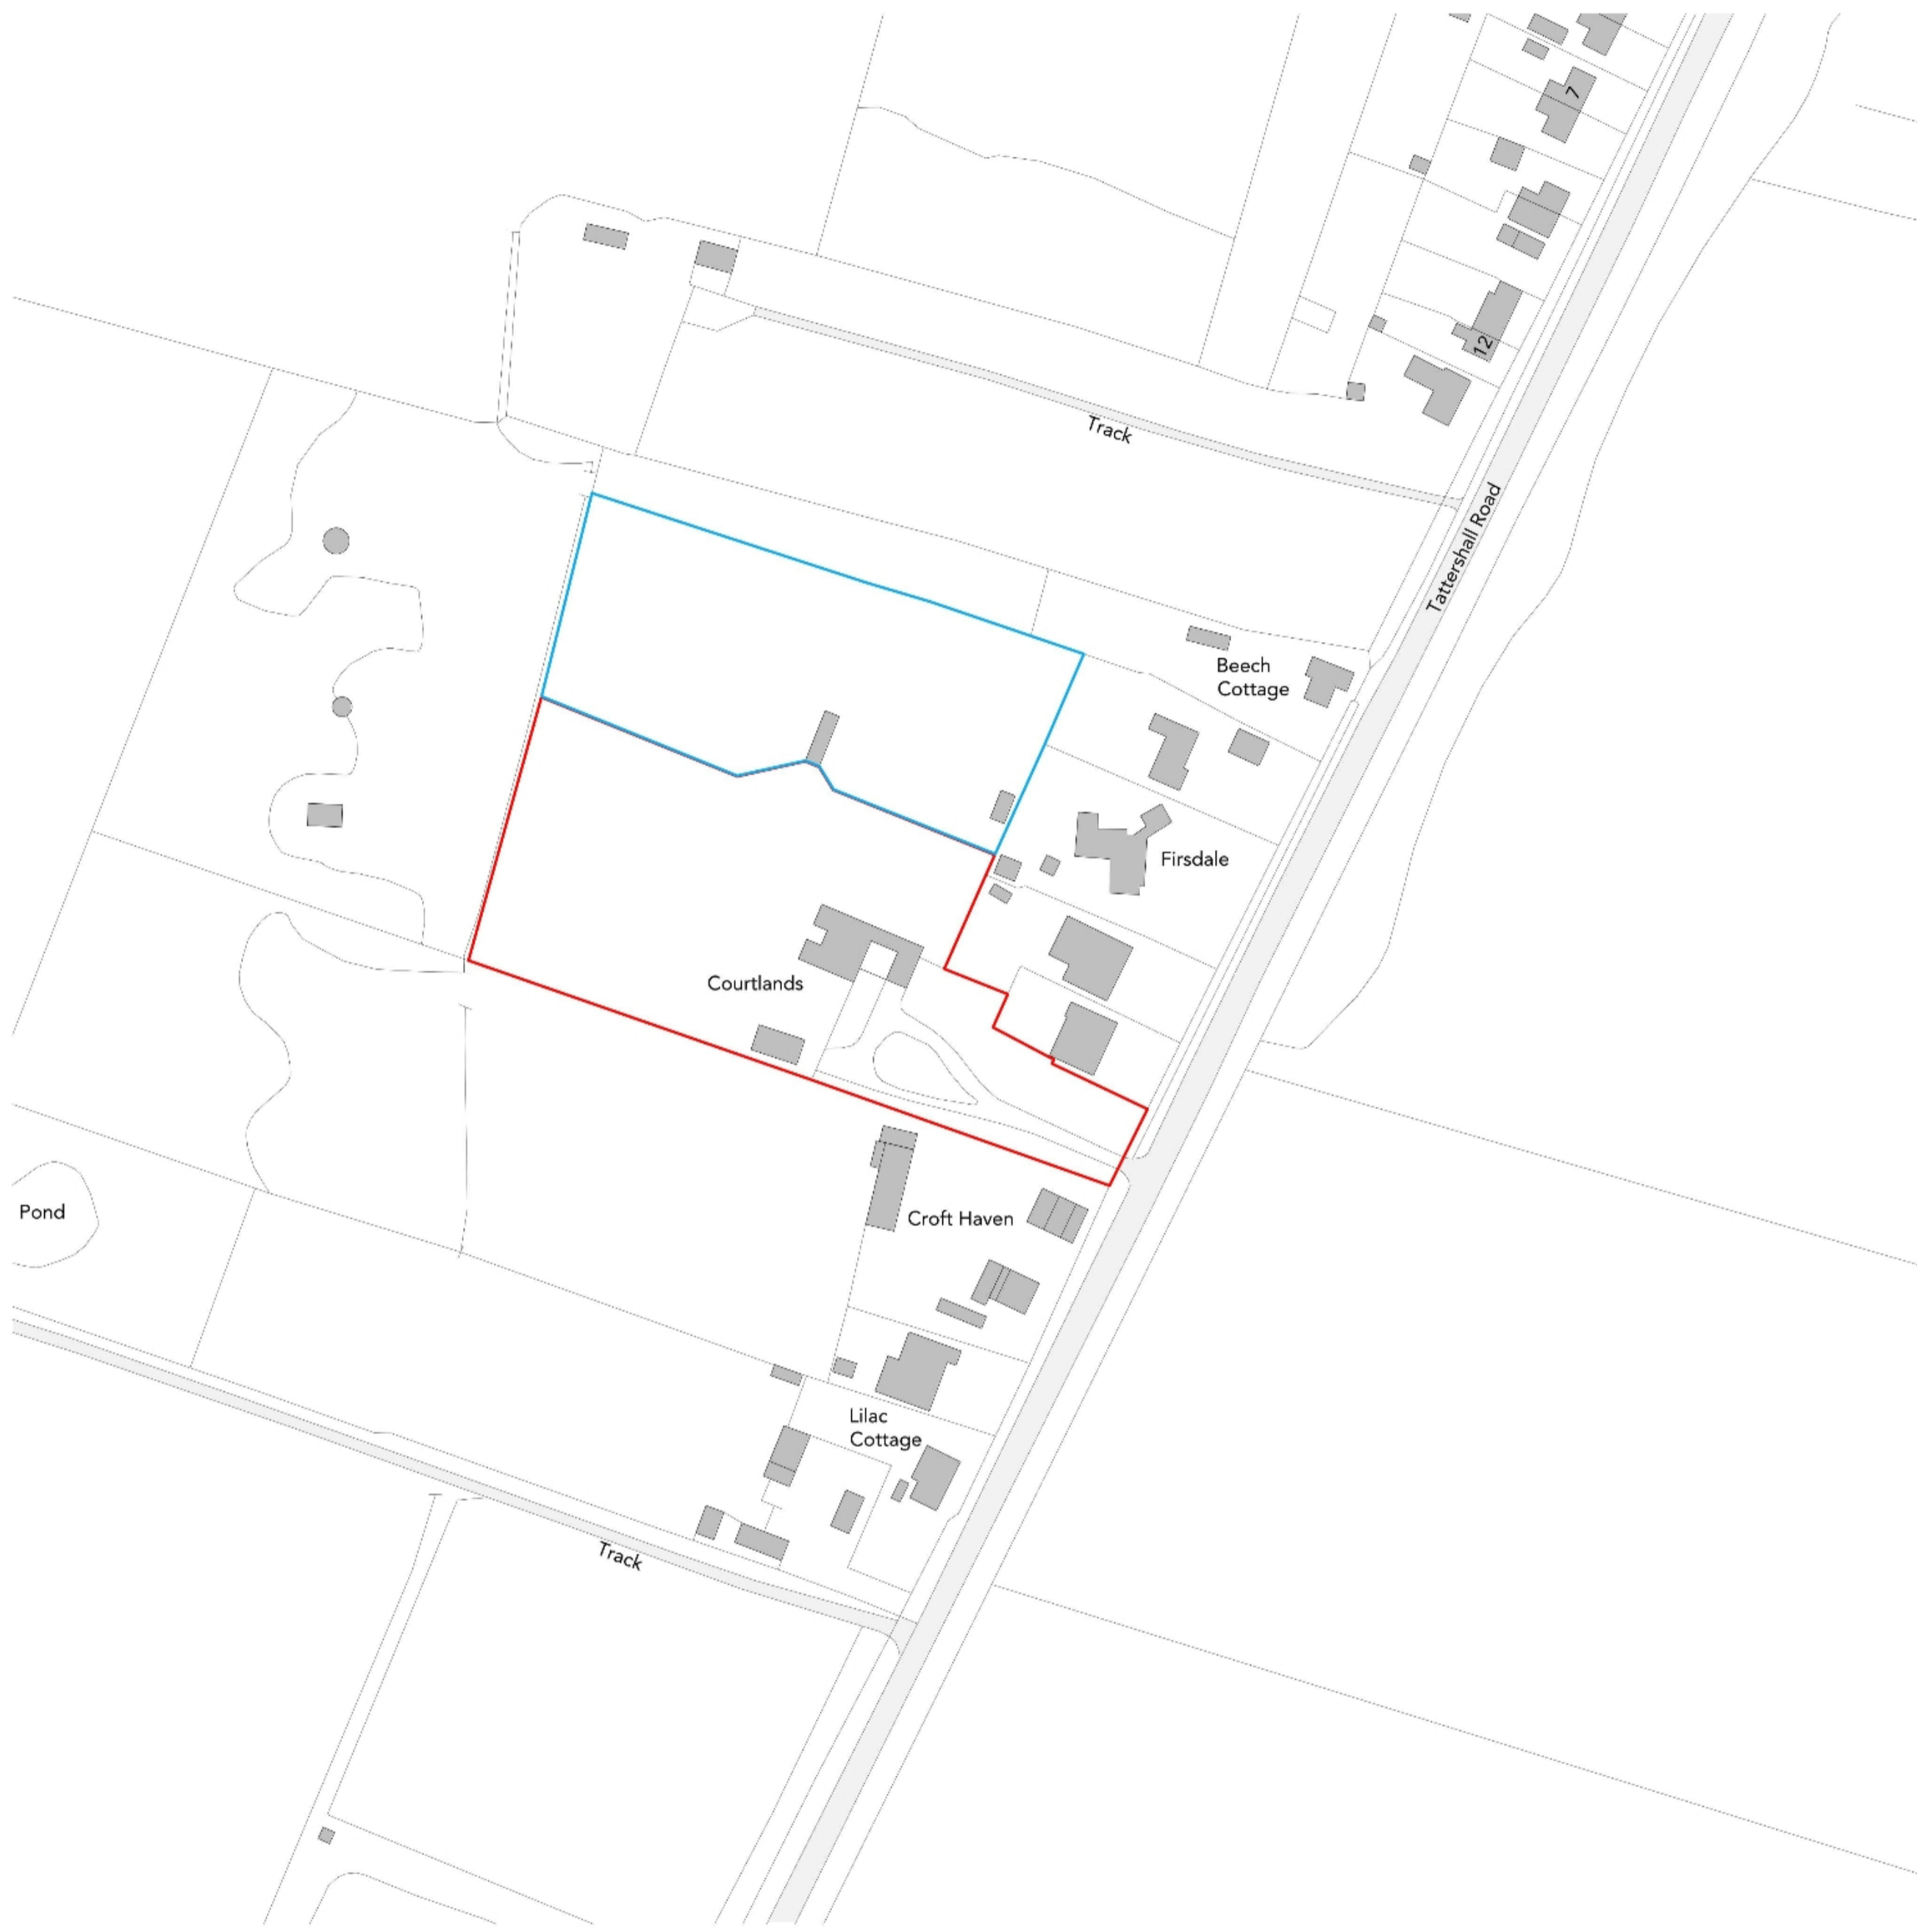 7
12
Track
Tattershall Road
Beech
Cottage
Firsdale
Courtlands
Pond
Croft Haven
Lilac
Cottage
Track